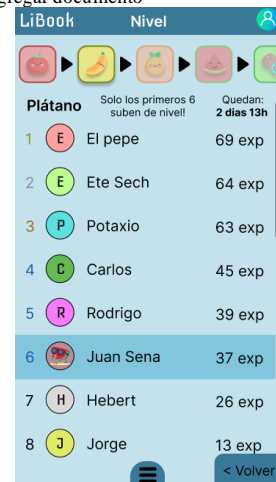 gregar documento
LiBook Nivel
Plátano
Solo los primeros 6
suben de nivel!
Quedan:
2 dias 13h
1 E El pepe 69 exp
2 E Ete Sech 64 exp
3 P Potaxio 63 exp
4 C Carlos 45 exp
5 R Rodrigo 39 exp
6 Juan Sena 37 exp
7 H Hebert 26 exp
8 J Jorge 13 exp
< Volver